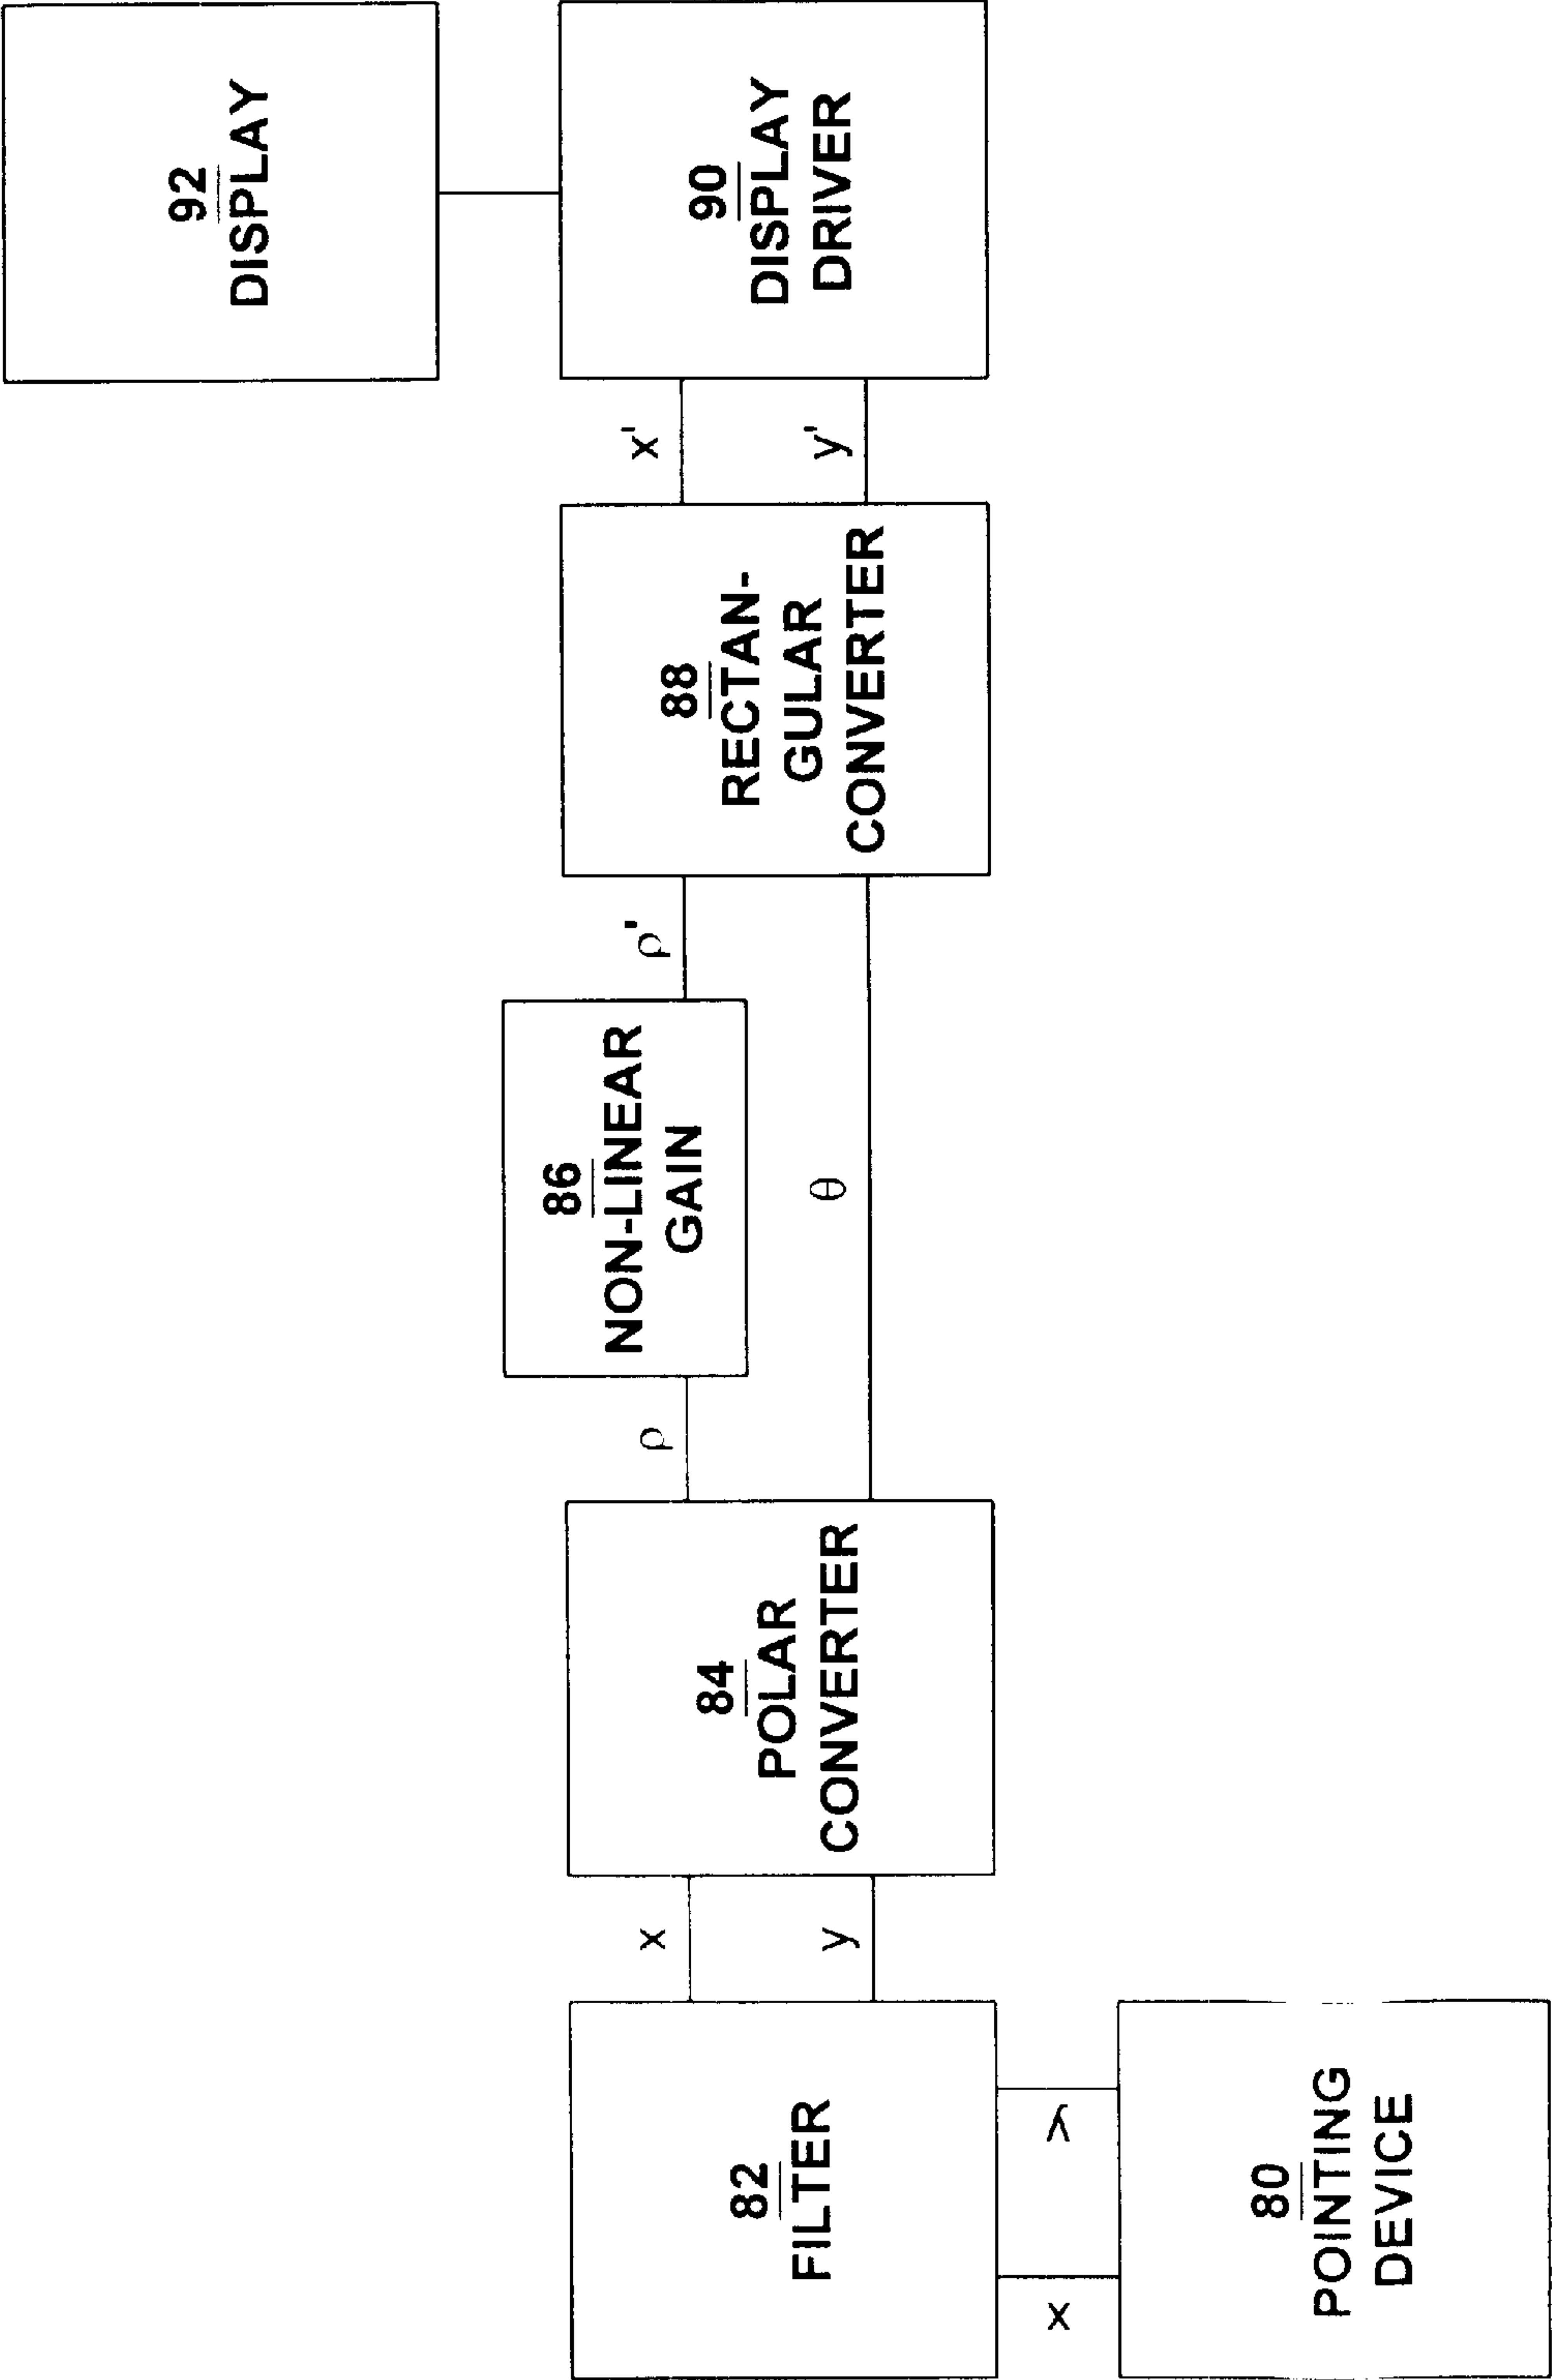 92
DISPLAY
82
FILTER
x
y
84
POLAR
CONVERTER
ρ
θ
86
NON-LINEAR
GAIN
ρ'
88
RECTAN-
GULAR
CONVERTER
x'
y'
90
DISPLAY
DRIVER
x
y
80
POINTING
DEVICE